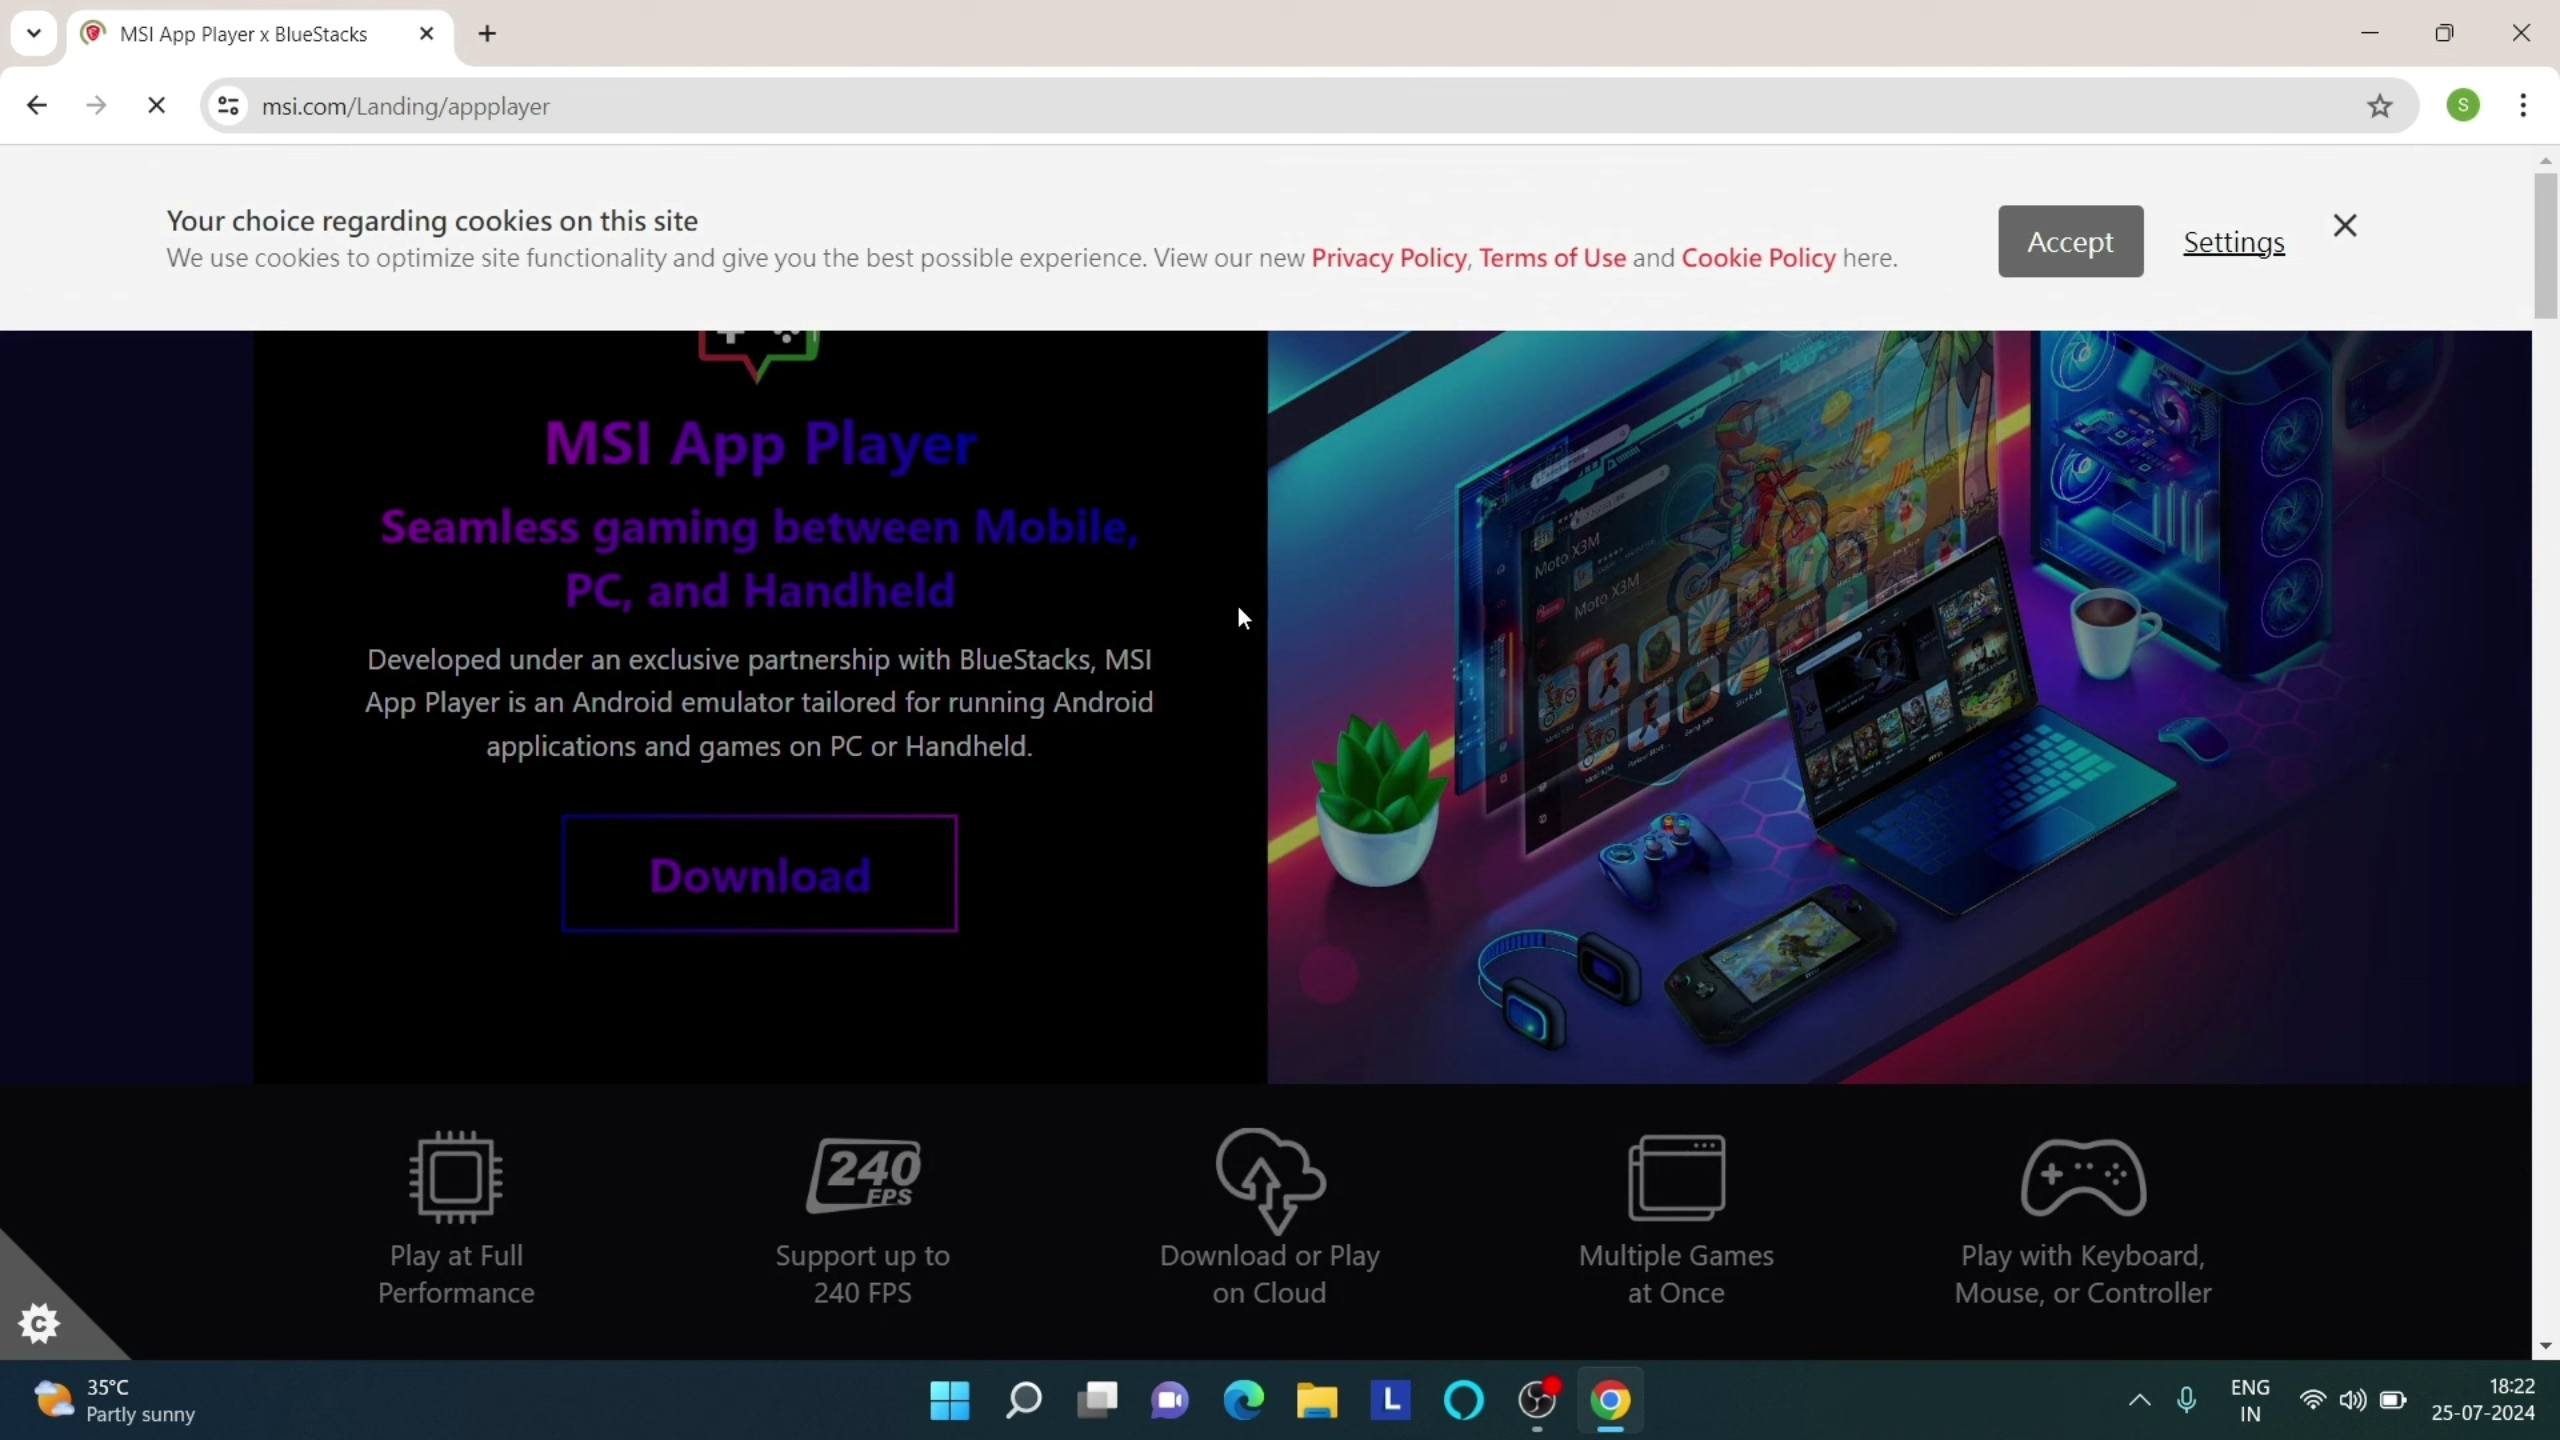 MSI App Player x BlueStacks
msi.com/Landing/appplayer
S
Your choice regarding cookies on this site
We use cookies to optimize site functionality and give you the best possible experience. View our new Privacy Policy, Terms of Use and Cookie Policy here.
Accept
Settings
MSI App Player
Seamless gaming between Mobile,
PC, and Handheld
Developed under an exclusive partnership with BlueStacks, MSI
App Player is an Android emulator tailored for running Android
applications and games on PC or Handheld.
Download
Moto X3M
Moto X3M
240
FPS
Play at Full
Performance
Support up to
240 FPS
Download or Play
on Cloud
Multiple Games
at Once
Play with Keyboard,
Mouse, or Controller
C
35°C
Partly sunny
L
ENG
IN
18:22
25-07-2024